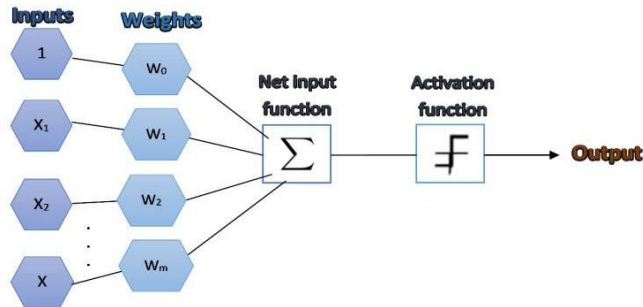 Inputs
Weights
1
W0
Net input
function
Activation
function
X1
W1
∑
Output
X2
W2
X
Wm